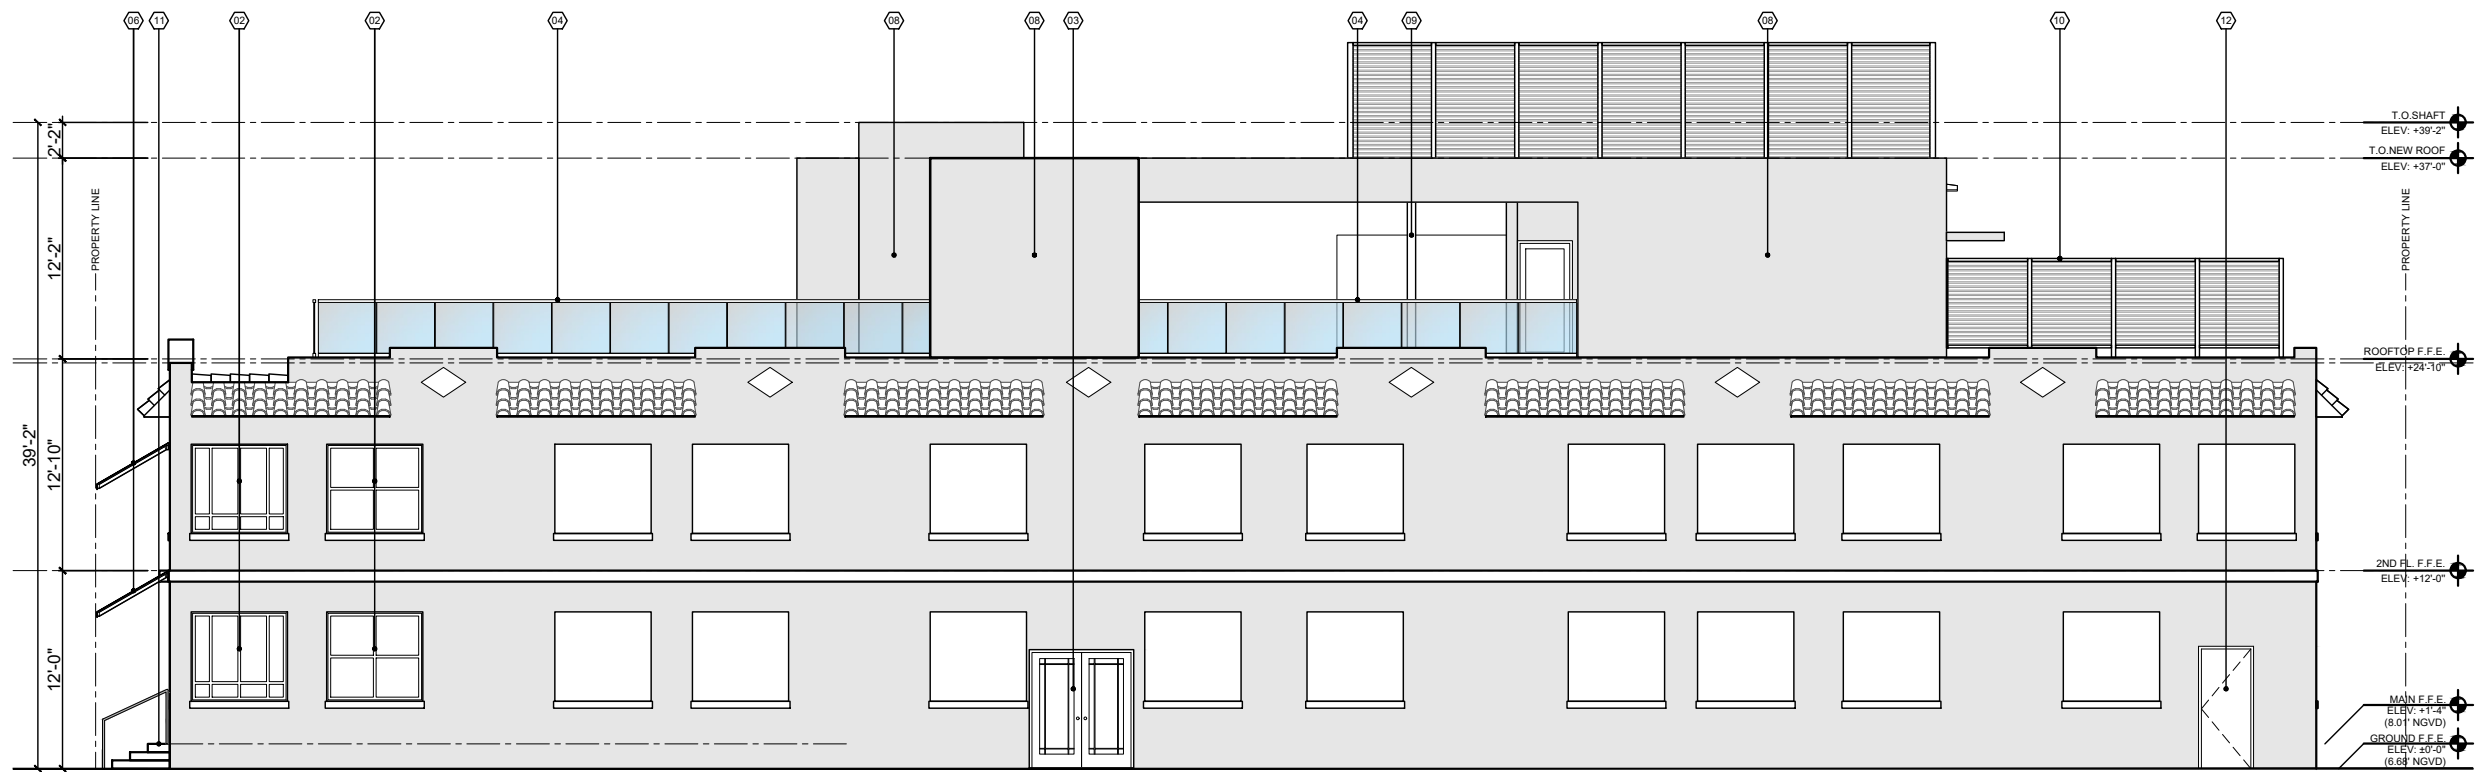 06
11
02
02
04
08
08
03
04
09
08
10
12
2'-2"
12'-2"
12'-10"
12'-0"
39'-2"
PROPERTY LINE
PROPERTY LINE
T.O.SHAFT
ELEV: +39'-2"
T.O.NEW ROOF
ELEV: +37'-0"
ROOFTOP F.F.E.
ELEV: +24'-10"
2ND FL. F.F.E.
ELEV: +12'-0"
MAIN F.F.E.
ELEV: +1'-4"
(8.01' NGVD)
GROUND F.F.E.
ELEV: ±0'-0"
(6.68' NGVD)